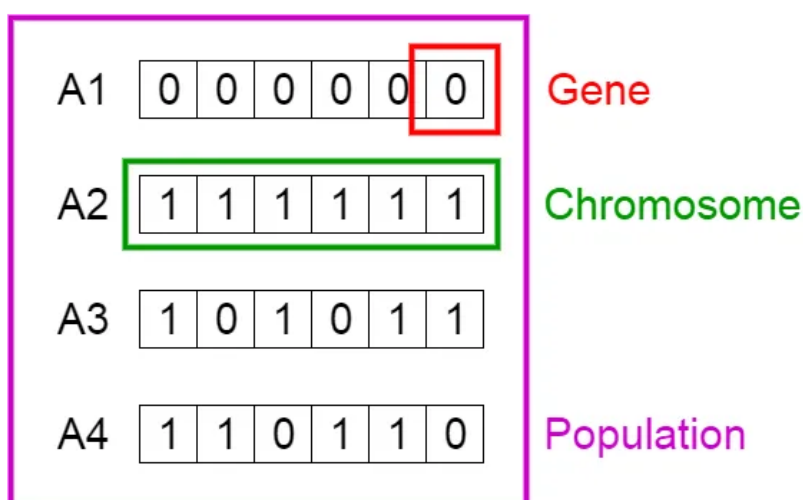 A1 0 0 0 0 0 0 Gene
A2 1 1 1 1 1 1 Chromosome
A3 1 0 1 0 1 1
A4 1 1 0 1 1 0 Population